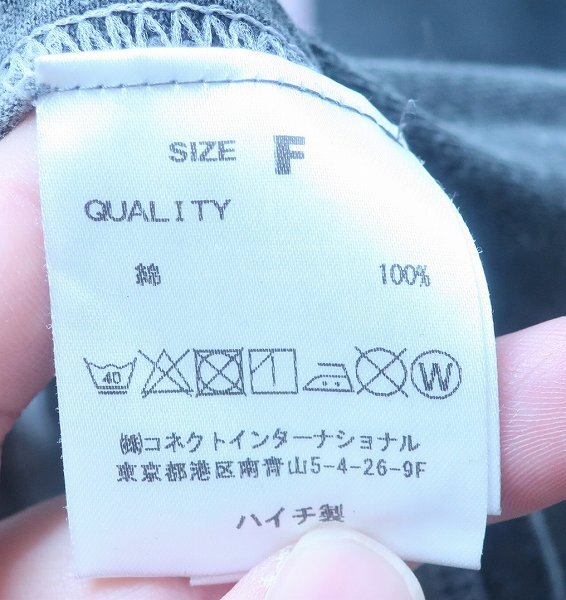 SIZE F
QUALITY
綿 100%
40 W
㈱コネクトインターナショナル
東京都港区南青山5-4-26-9F
ハイチ製